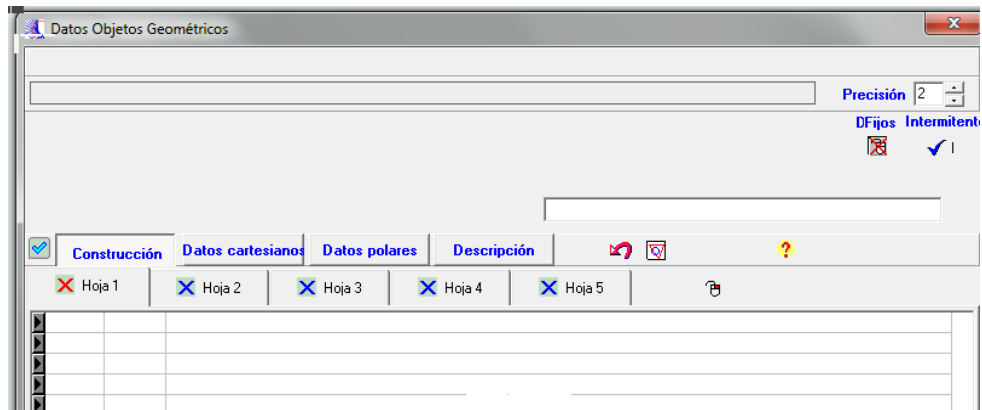 Datos Objetos Geométricos
Precisión 2
DFijos Intermitent
I
Construcción Datos cartesianos Datos polares Descripción ?
Hoja 1 Hoja 2 Hoja 3 Hoja 4 Hoja 5